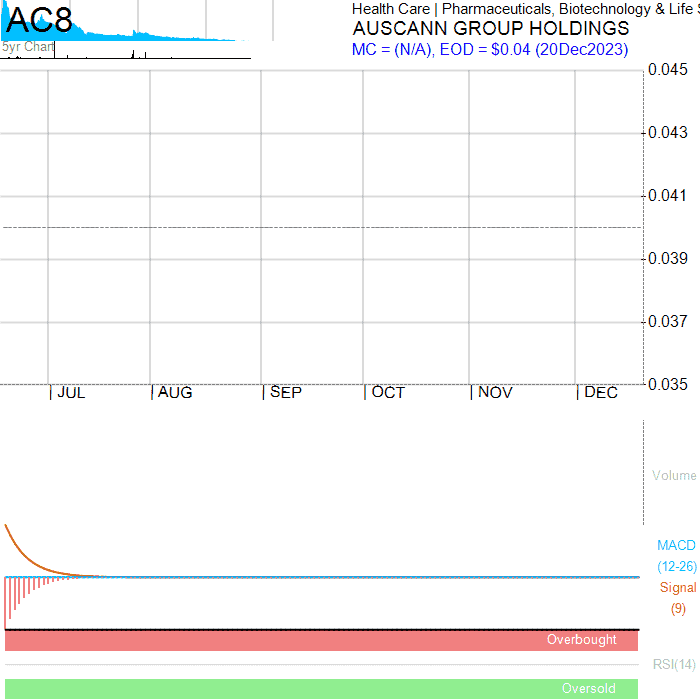 AC8
5yr Chart
Health Care | Pharmaceuticals, Biotechnology & Life S
AUSCANN GROUP HOLDINGS
MC = (N/A), EOD = $0.04 (20Dec2023)
0.045
0.043
0.041
0.039
0.037
0.035
JUL AUG SEP OCT NOV DEC
Volume
MACD
(12-26)
Signal
(9)
Overbought
RSI(14)
Oversold